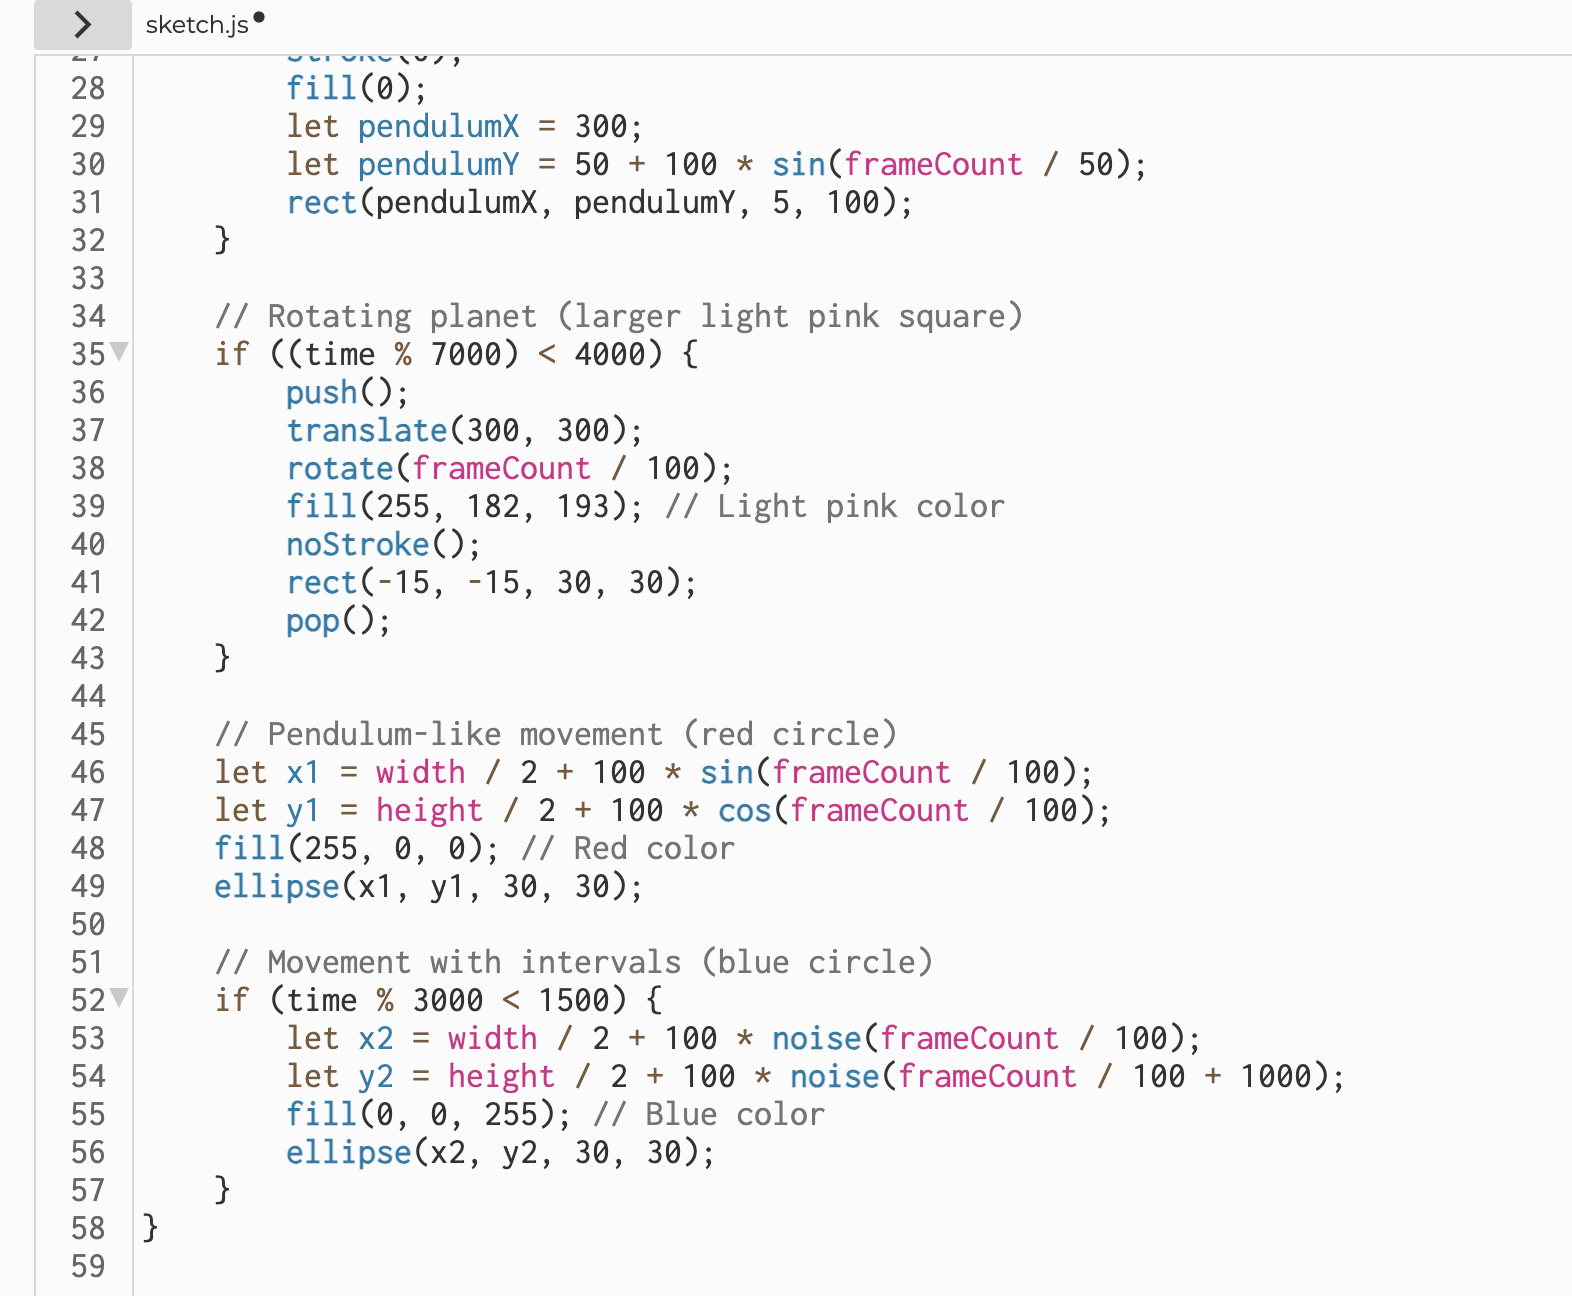 sketch.js
27 stroke(0);
28 fill(0);
29 let pendulumX = 300;
30 let pendulumY = 50 + 100 * sin(frameCount / 50);
31 rect(pendulumX, pendulumY, 5, 100);
32 }
33
34 // Rotating planet (larger light pink square)
35 if ((time % 7000) < 4000) {
36 push();
37 translate(300, 300);
38 rotate(frameCount / 100);
39 fill(255, 182, 193); // Light pink color
40 noStroke();
41 rect(-15, -15, 30, 30);
42 pop();
43 }
44
45 // Pendulum-like movement (red circle)
46 let x1 = width / 2 + 100 * sin(frameCount / 100);
47 let y1 = height / 2 + 100 * cos(frameCount / 100);
48 fill(255, 0, 0); // Red color
49 ellipse(x1, y1, 30, 30);
50
51 // Movement with intervals (blue circle)
52 if (time % 3000 < 1500) {
53 let x2 = width / 2 + 100 * noise(frameCount / 100);
54 let y2 = height / 2 + 100 * noise(frameCount / 100 + 1000);
55 fill(0, 0, 255); // Blue color
56 ellipse(x2, y2, 30, 30);
57 }
58 }
59